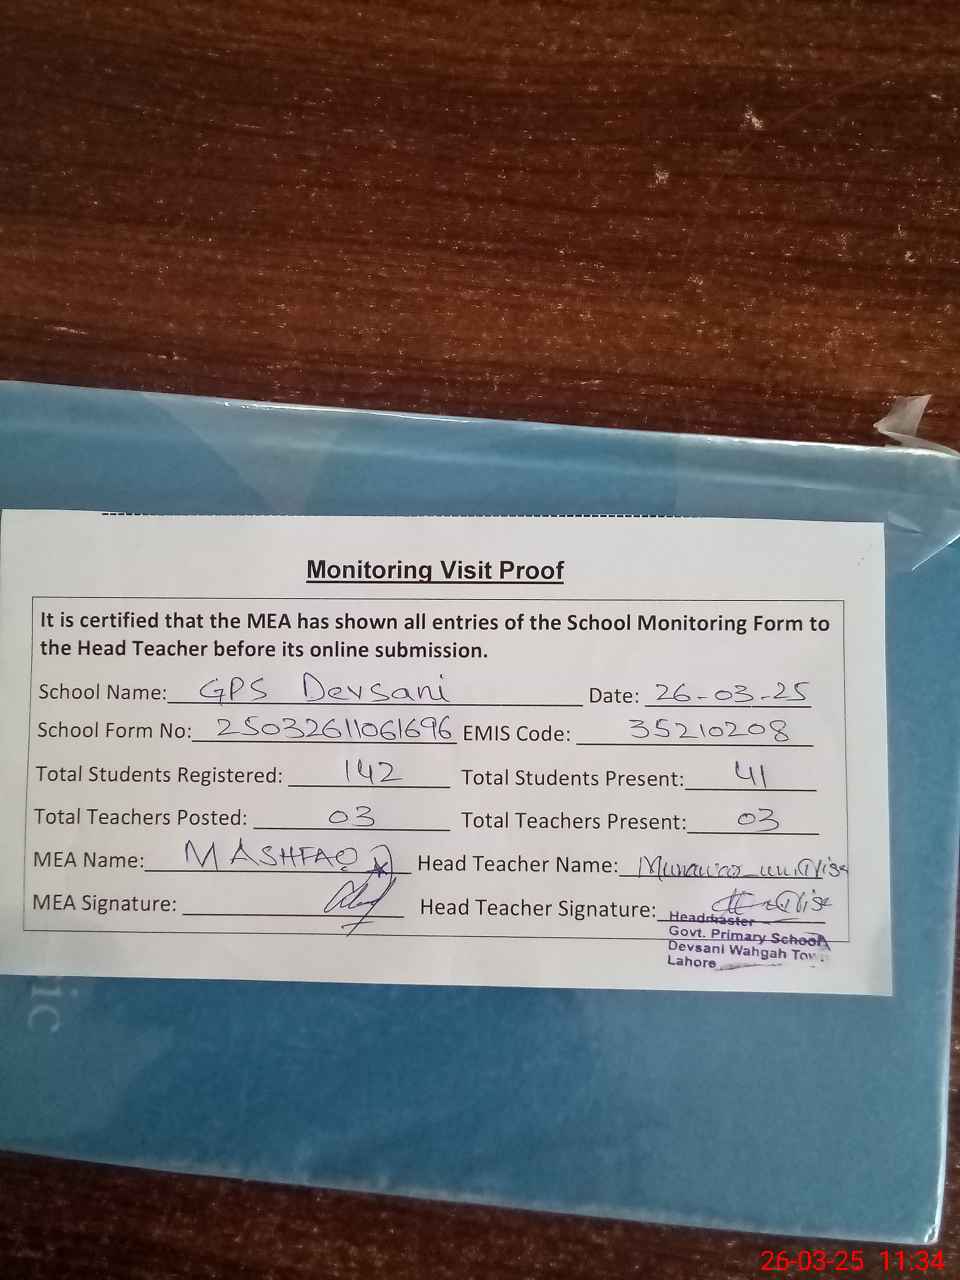 Monitoring Visit Proof
It is certified that the MEA has shown all entries of the School Monitoring Form to
the Head Teacher before its online submission.
School Name: GPS Devsani Date: 26-03-25
School Form No: 25032611061696 EMIS Code: 35210208
Total Students Registered: 142 Total Students Present: 41
Total Teachers Posted: 03 Total Teachers Present: 03
MEA Name: MASHFAQ Head Teacher Name:
MEA Signature: Head Teacher Signature:
Headmaster
Govt. Primary School
Devsani Wahgah Town
Lahore
ic
26-03-25 11:34